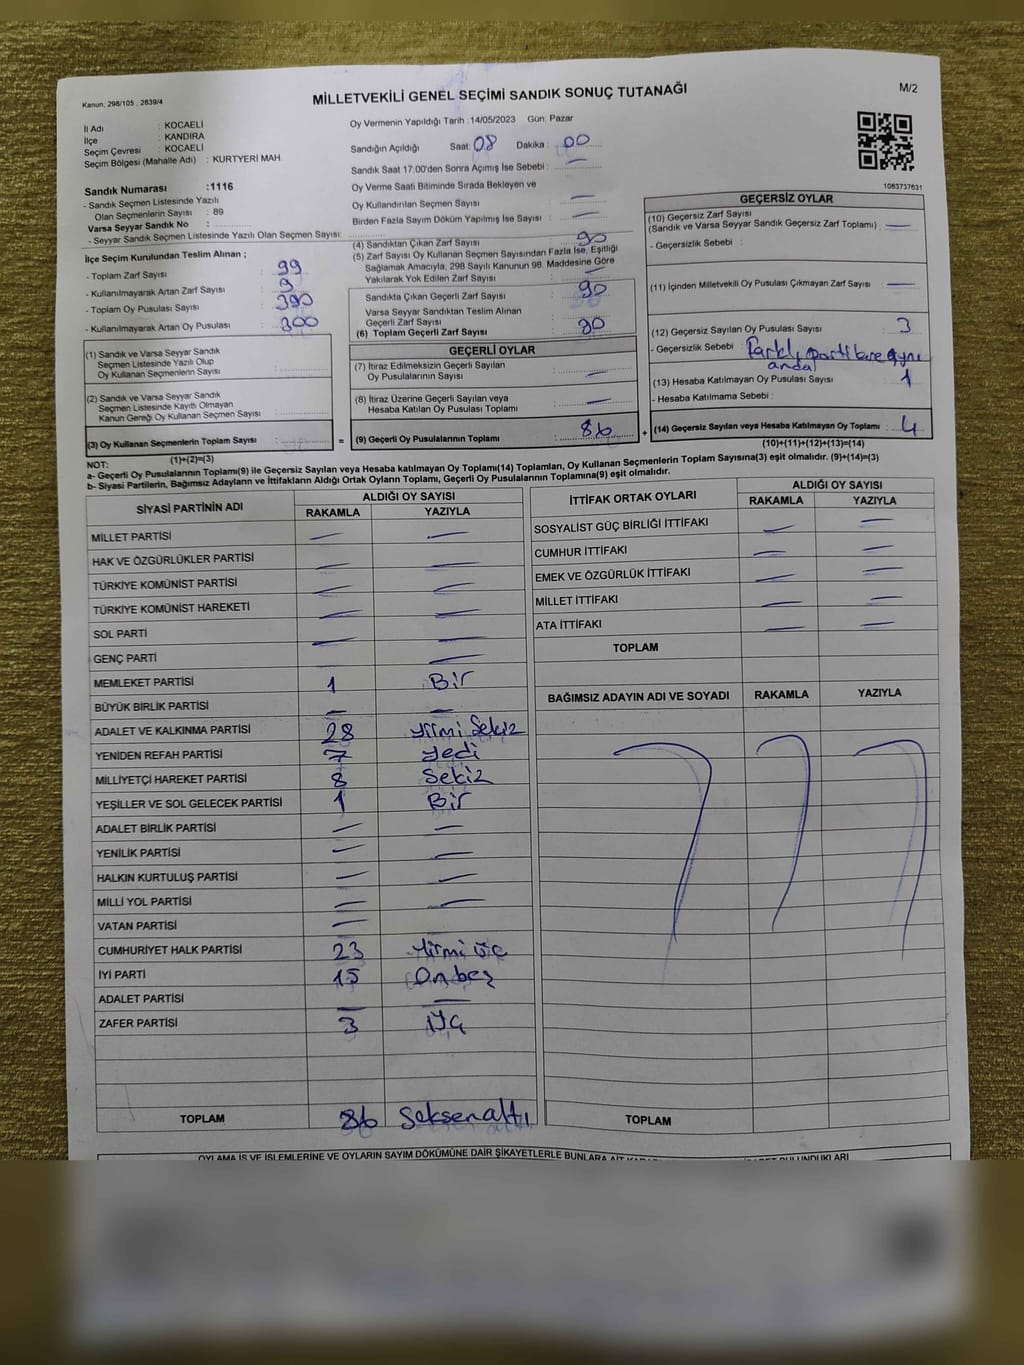 Kanun; 298/105 , 2839/4
MİLLETVEKİLİ GENEL SEÇİMİ SANDIK SONUÇ TUTANAĞI
M/2
İl Adı : KOCAELİ
İlçe : KANDIRA
Seçim Çevresi : KOCAELİ
Seçim Bölgesi (Mahalle Adı) : KURTYERİ MAH
Sandık Numarası :1116
- Sandık Seçmen Listesinde Yazılı
Olan Seçmenlerin Sayısı : 89
Varsa Seyyar Sandık No :
- Seyyar Sandık Seçmen Listesinde Yazılı Olan Seçmen Sayısı:
İlçe Seçim Kurulundan Teslim Alınan ;
- Toplam Zarf Sayısı : 99
- Kullanılmayarak Artan Zarf Sayısı : 9
- Toplam Oy Pusulası Sayısı : 390
- Kullanılmayarak Artan Oy Pusulası : 300
(1) Sandık ve Varsa Seyyar Sandık
Seçmen Listesinde Yazılı Olup
Oy Kullanan Seçmenlerin Sayısı :
(2) Sandık ve Varsa Seyyar Sandık
Seçmen Listesinde Kayıtlı Olmayan
Kanun Gereği Oy Kullanan Seçmen Sayısı :
(3) Oy Kullanan Seçmenlerin Toplam Sayısı :
(1)+(2)=(3)
Oy Vermenin Yapıldığı Tarih :14/05/2023 Gün: Pazar
Sandığın Açıldığı Saat: 08 Dakika : 00
Sandık Saat 17:00'den Sonra Açımış İse Sebebi : —
Oy Verme Saati Bitiminde Sırada Bekleyen ve
Oy Kullandırılan Seçmen Sayısı : —
Birden Fazla Sayım Döküm Yapılmış İse Sayısı : —
(4) Sandıktan Çıkan Zarf Sayısı : 90
(5) Zarf Sayısı Oy Kullanan Seçmen Sayısından Fazla İse, Eşitliği
Sağlamak Amacıyla, 298 Sayılı Kanunun 98. Maddesine Göre
Yakılarak Yok Edilen Zarf Sayısı : —
Sandıkta Çıkan Geçerli Zarf Sayısı : 90
Varsa Seyyar Sandıktan Teslim Alınan
Geçerli Zarf Sayısı :
(6) Toplam Geçerli Zarf Sayısı : 90
GEÇERLİ OYLAR
(7) İtiraz Edilmeksizin Geçerli Sayılan
Oy Pusulalarının Sayısı : —
(8) İtiraz Üzerine Geçerli Sayılan veya
Hesaba Katılan Oy Pusulası Toplamı : —
= (9) Geçerli Oy Pusulalarının Toplamı : 86
1083737631
GEÇERSİZ OYLAR
(10) Geçersiz Zarf Sayısı
(Sandık ve Varsa Seyyar Sandık Geçersiz Zarf Toplamı) : —
- Geçersizlik Sebebi :
(11) İçinden Milletvekili Oy Pusulası Çıkmayan Zarf Sayısı : —
(12) Geçersiz Sayılan Oy Pusulası Sayısı : 3
- Geçersizlik Sebebi : Farklı partilere aynı
anda
(13) Hesaba Katılmayan Oy Pusulası Sayısı : 1
- Hesaba Katılmama Sebebi :
+ (14) Geçersiz Sayılan veya Hesaba Katılmayan Oy Toplamı : 4
(10)+(11)+(12)+(13)=(14)
NOT:
a- Geçerli Oy Pusulalarının Toplamı(9) ile Geçersiz Sayılan veya Hesaba katılmayan Oy Toplamı(14) Toplamları, Oy Kullanan Seçmenlerin Toplam Sayısına(3) eşit olmalıdır. (9)+(14)=(3)
b- Siyasi Partilerin, Bağımsız Adayların ve İttifakların Aldığı Ortak Oyların Toplamı, Geçerli Oy Pusulalarının Toplamına(9) eşit olmalıdır.
SİYASİ PARTİNİN ADI ALDIĞI OY SAYISI
RAKAMLA YAZIYLA
MİLLET PARTİSİ — —
HAK VE ÖZGÜRLÜKLER PARTİSİ — —
TÜRKİYE KOMÜNİST PARTİSİ — —
TÜRKİYE KOMÜNİST HAREKETİ — —
SOL PARTİ — —
GENÇ PARTİ — —
MEMLEKET PARTİSİ 1 Bir
BÜYÜK BİRLİK PARTİSİ — —
ADALET VE KALKINMA PARTİSİ 28 Yirmi Sekiz
YENİDEN REFAH PARTİSİ 7 Yedi
MİLLİYETÇİ HAREKET PARTİSİ 8 Sekiz
YEŞİLLER VE SOL GELECEK PARTİSİ 1 Bir
ADALET BİRLİK PARTİSİ — —
YENİLİK PARTİSİ — —
HALKIN KURTULUŞ PARTİSİ — —
MİLLİ YOL PARTİSİ — —
VATAN PARTİSİ —
CUMHURİYET HALK PARTİSİ 23 Yirmi üç
İYİ PARTİ 15 Onbeş
ADALET PARTİSİ — —
ZAFER PARTİSİ 3 Üç
TOPLAM 86 Seksenaltı
İTTİFAK ORTAK OYLARI ALDIĞI OY SAYISI
RAKAMLA YAZIYLA
SOSYALİST GÜÇ BİRLİĞİ İTTİFAKI — —
CUMHUR İTTİFAKI — —
EMEK VE ÖZGÜRLÜK İTTİFAKI — —
MİLLET İTTİFAKI — —
ATA İTTİFAKI — —
TOPLAM
BAĞIMSIZ ADAYIN ADI VE SOYADI RAKAMLA YAZIYLA
TOPLAM
OYLAMA İŞ VE İŞLEMLERİNE VE OYLARIN SAYIM DÖKÜMÜNE DAİR ŞİKAYETLERLE BUNLARA AİT